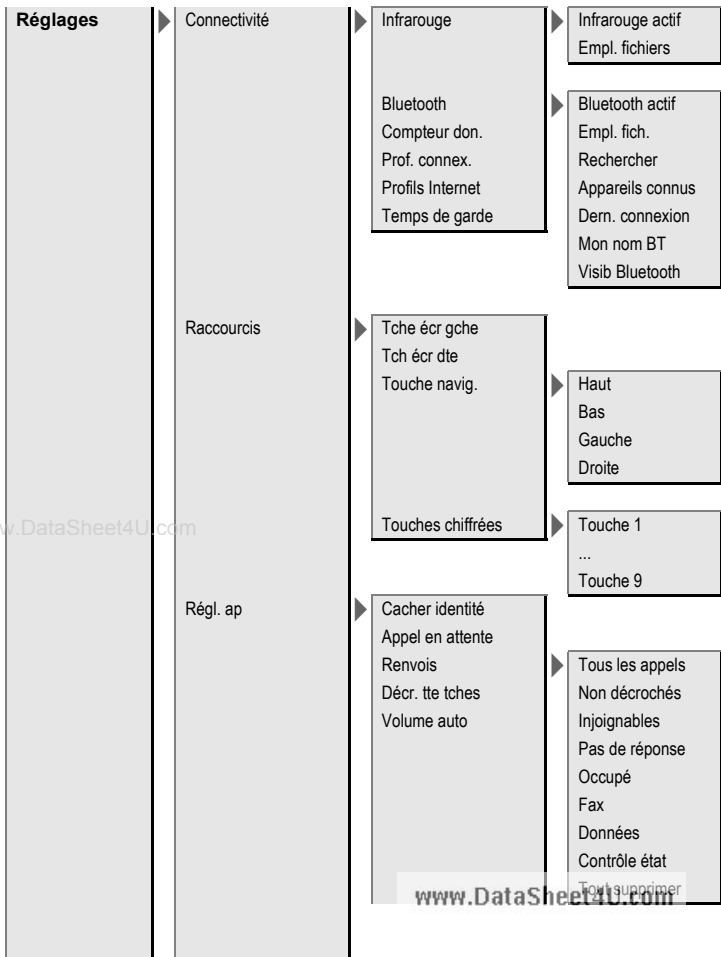 Réglages Connectivité Infrarouge Infrarouge actif
Empl. fichiers
Bluetooth Bluetooth actif
Compteur don. Empl. fich.
Prof. connex. Rechercher
Profils Internet Appareils connus
Temps de garde Dern. connexion
Mon nom BT
Visib Bluetooth
Raccourcis Tche écr gche
Tch écr dte
Touche navig. Haut
Bas
Gauche
Droite
w.DataSheet4U.com Touches chiffrées Touche 1
...
Touche 9
Régl. ap Cacher identité
Appel en attente
Renvois Tous les appels
Décr. tte tches Non décrochés
Volume auto Injoignables
Pas de réponse
Occupé
Fax
Données
Contrôle état
Tout supprimer
www.DataSheet4U.com